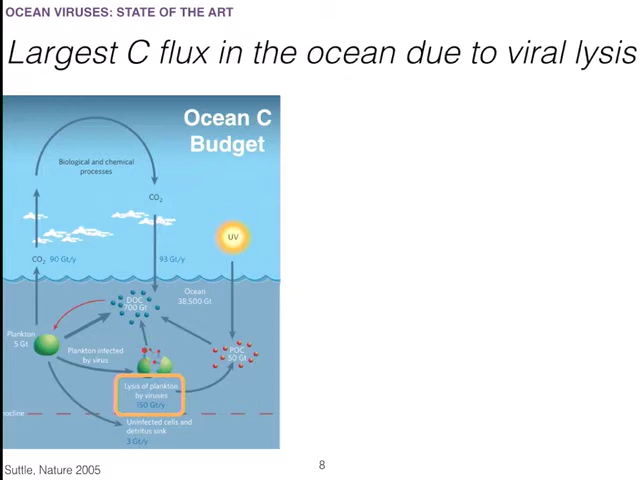 OCEAN VIRUSES: STATE OF THE ART
Largest C flux in the ocean due to viral lysis
Ocean C
Budget
Biological and chemical
processes
CO2
UV
CO2 90 Gt/y
93 Gt/y
Ocean
38,500 Gt
DOC
700 Gt
Plankton
5 Gt
Plankton infected
by virus
POC
50 Gt
Lysis of plankton
by viruses
150 Gt/y
Uninfected cells and
detritus sink
3 Gt/y
Suttle, Nature 2005
8